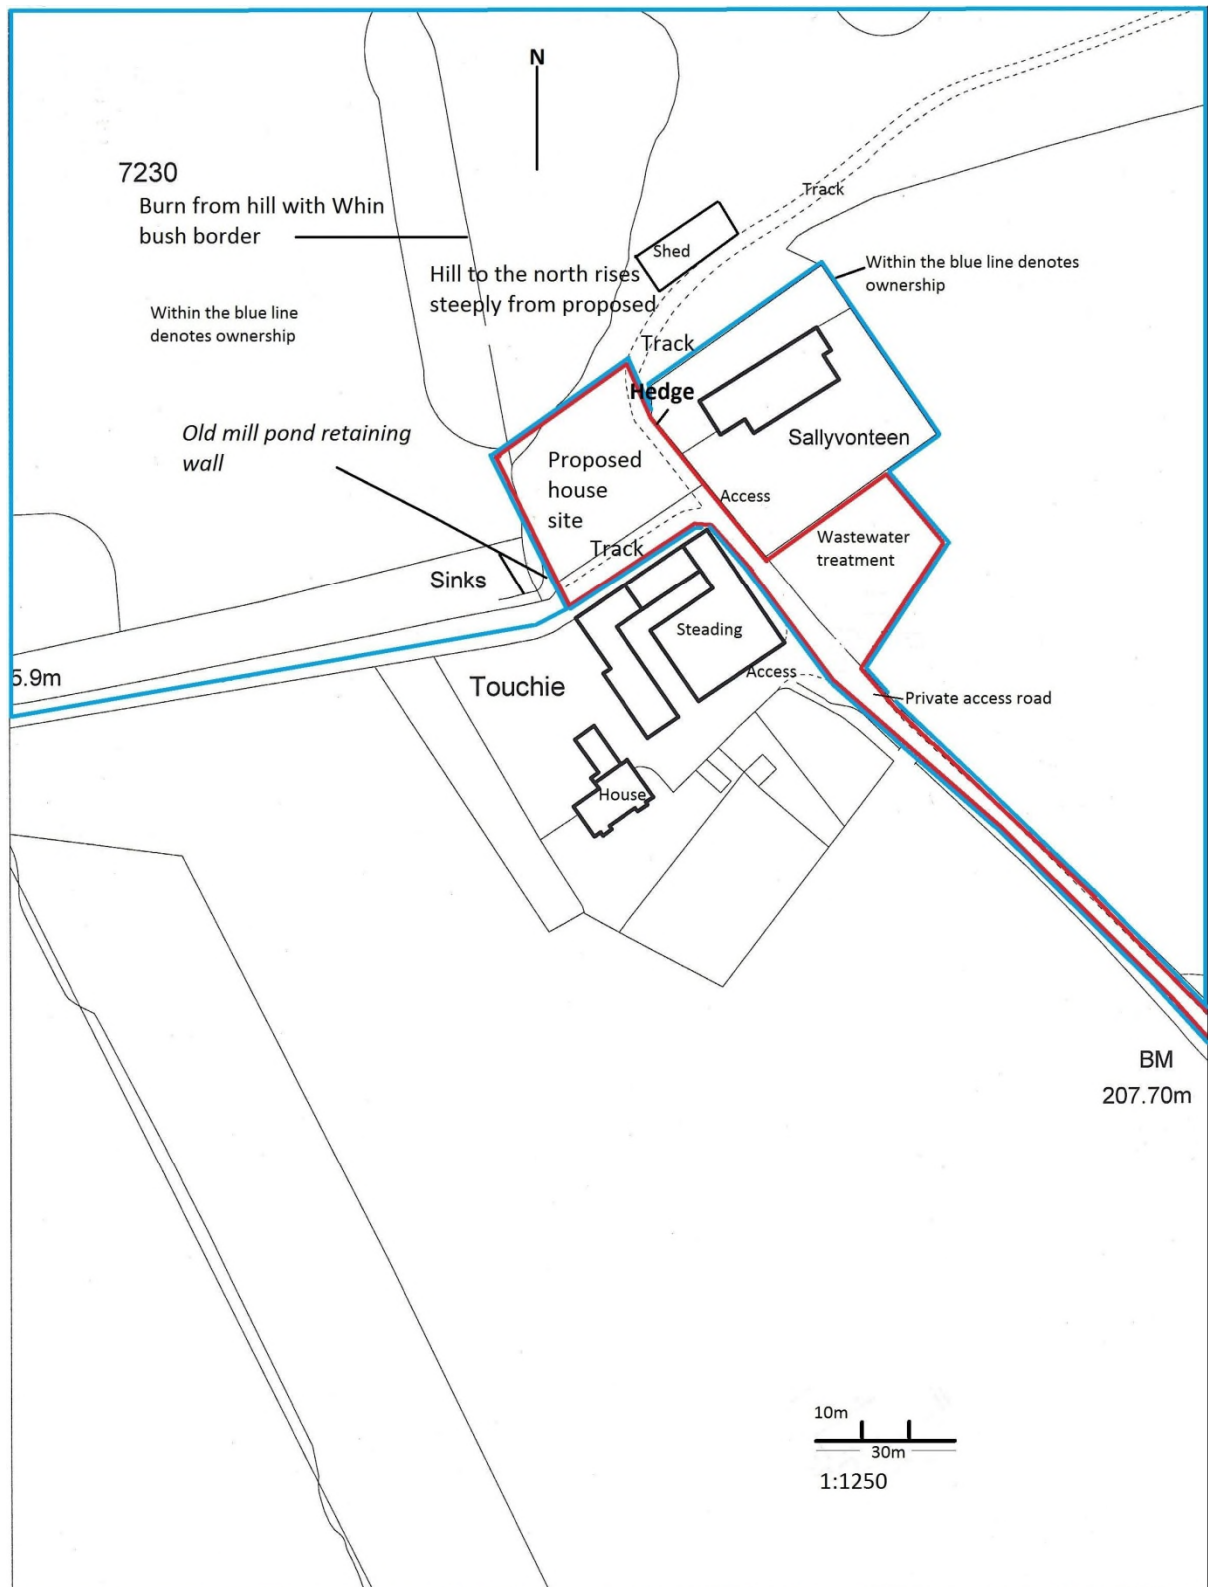 N
7230
Burn from hill with Whin
bush border
Track
Shed
Hill to the north rises
steeply from proposed
Within the blue line denotes
ownership
Within the blue line
denotes ownership
Track
Hedge
Old mill pond retaining
wall
Sallyvonteen
Proposed
house
site
Access
Wastewater
treatment
Track
Sinks
Steading
5.9m
Touchie
Access
Private access road
House
BM
207.70m
10m
30m
1:1250